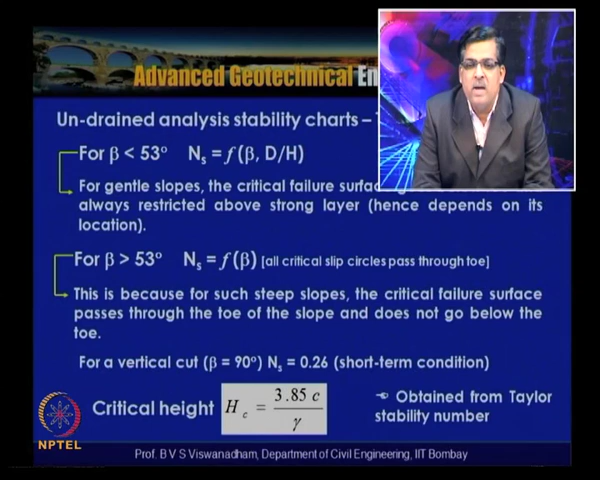 Advanced Geotechnical En
Un-drained analysis stability charts –
For β < 53° Nₛ = f (β, D/H)
For gentle slopes, the critical failure surfac
always restricted above strong layer (hence depends on its
location).
For β > 53° Nₛ = f (β) [all critical slip circles pass through toe]
This is because for such steep slopes, the critical failure surface
passes through the toe of the slope and does not go below the
toe.
For a vertical cut (β = 90°) Nₛ = 0.26 (short-term condition)
Critical height H c = 3.85 c / γ
☜ Obtained from Taylor
stability number
NPTEL
Prof. B V S Viswanadham, Department of Civil Engineering, IIT Bombay